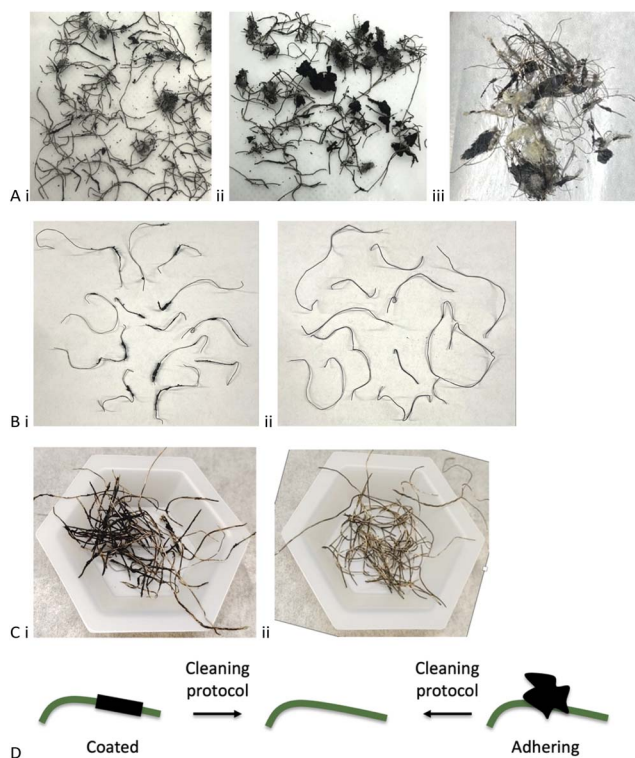 A i
ii
iii
B i
ii
C i
ii
Cleaning
protocol
Cleaning
protocol
Coated
Adhering
D